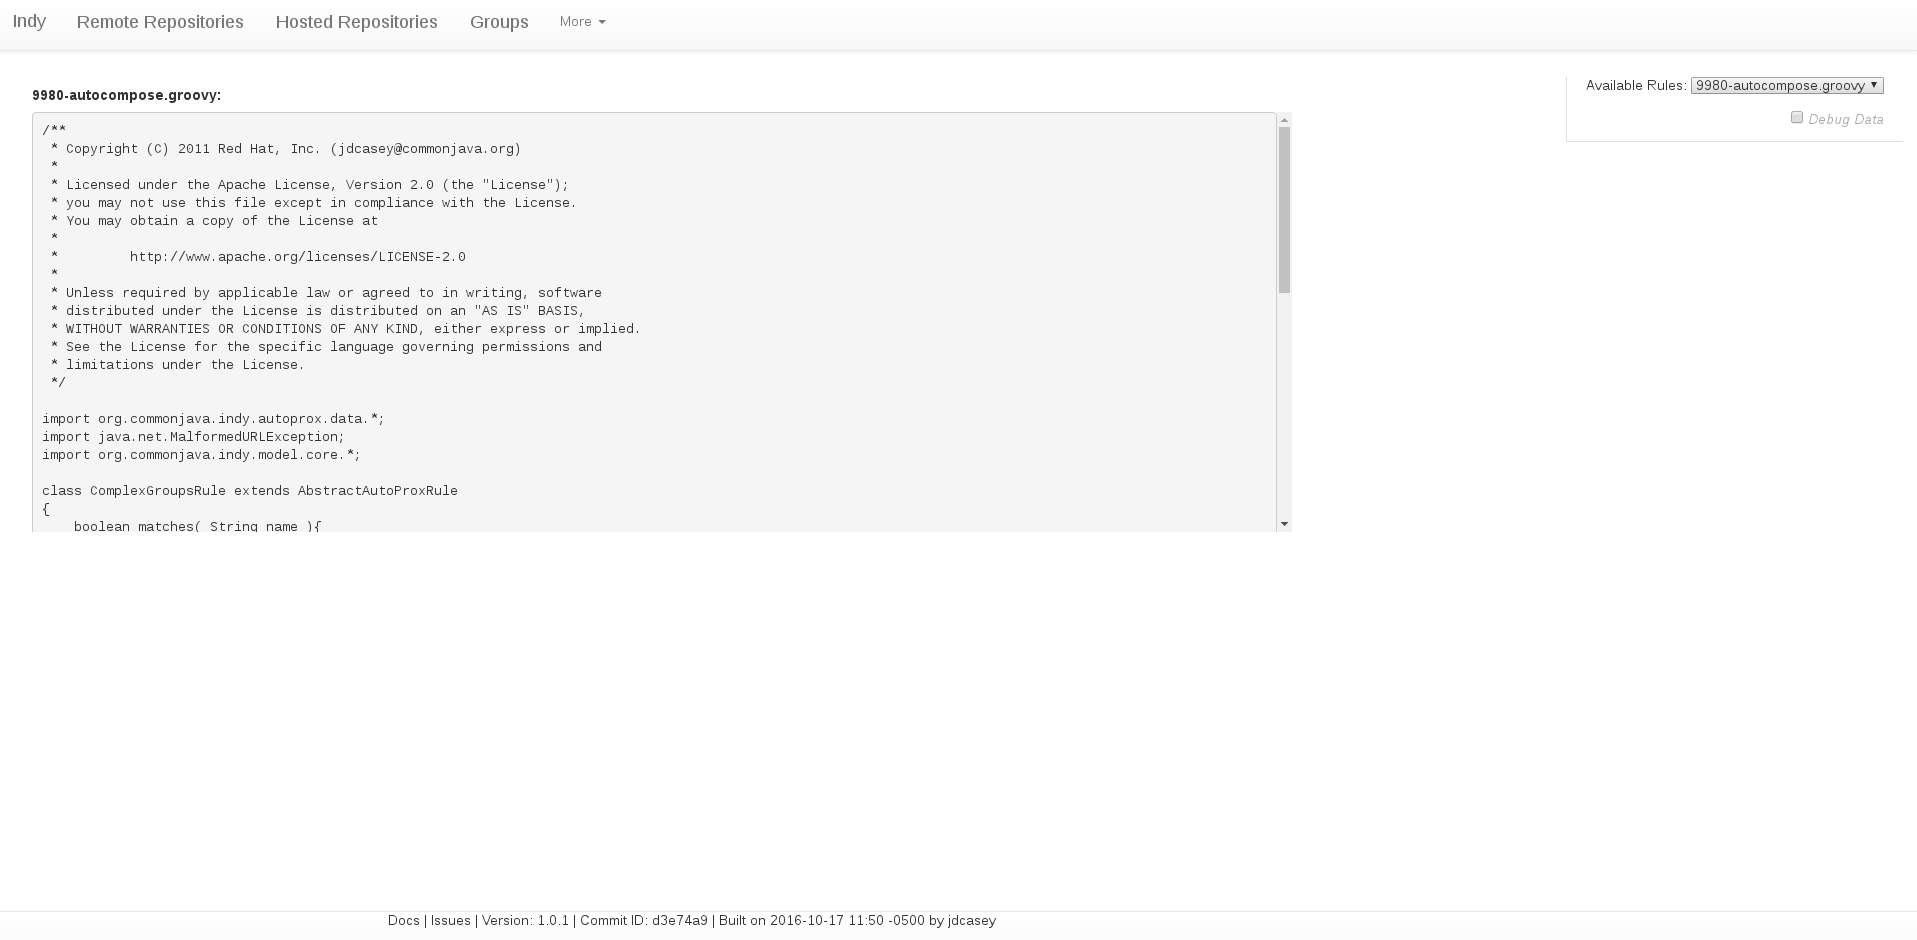 Indy Remote Repositories Hosted Repositories Groups More
Available Rules: 9980-autocompose.groovy
Debug Data
9980-autocompose.groovy:
/**
 * Copyright (C) 2011 Red Hat, Inc. (jdcasey@commonjava.org)
 *
 * Licensed under the Apache License, Version 2.0 (the "License");
 * you may not use this file except in compliance with the License.
 * You may obtain a copy of the License at
 *
 *         http://www.apache.org/licenses/LICENSE-2.0
 *
 * Unless required by applicable law or agreed to in writing, software
 * distributed under the License is distributed on an "AS IS" BASIS,
 * WITHOUT WARRANTIES OR CONDITIONS OF ANY KIND, either express or implied.
 * See the License for the specific language governing permissions and
 * limitations under the License.
 */
import org.commonjava.indy.autoprox.data.*;
import java.net.MalformedURLException;
import org.commonjava.indy.model.core.*;
class ComplexGroupsRule extends AbstractAutoProxRule
{
    boolean matches( String name ){
Docs | Issues | Version: 1.0.1 | Commit ID: d3e74a9 | Built on 2016-10-17 11:50 -0500 by jdcasey